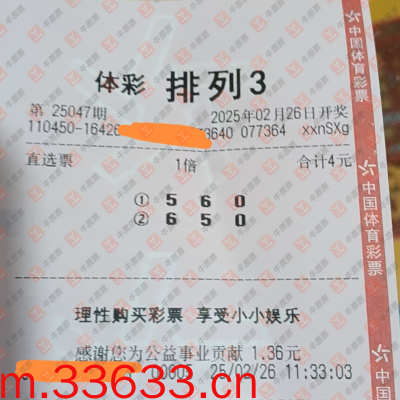 体彩 排列3
第 25047期 2025年02月26日开奖
110450-16426 3640 077364 xxnSXg
直选票 1倍 合计4元
① 5 6 0
② 6 5 0
理性购买彩票 享受小小娱乐
感谢您为公益事业贡献 1.36元
25/02/26 11:33:03
m.33633.cn
中国体育彩票
中国体育彩票